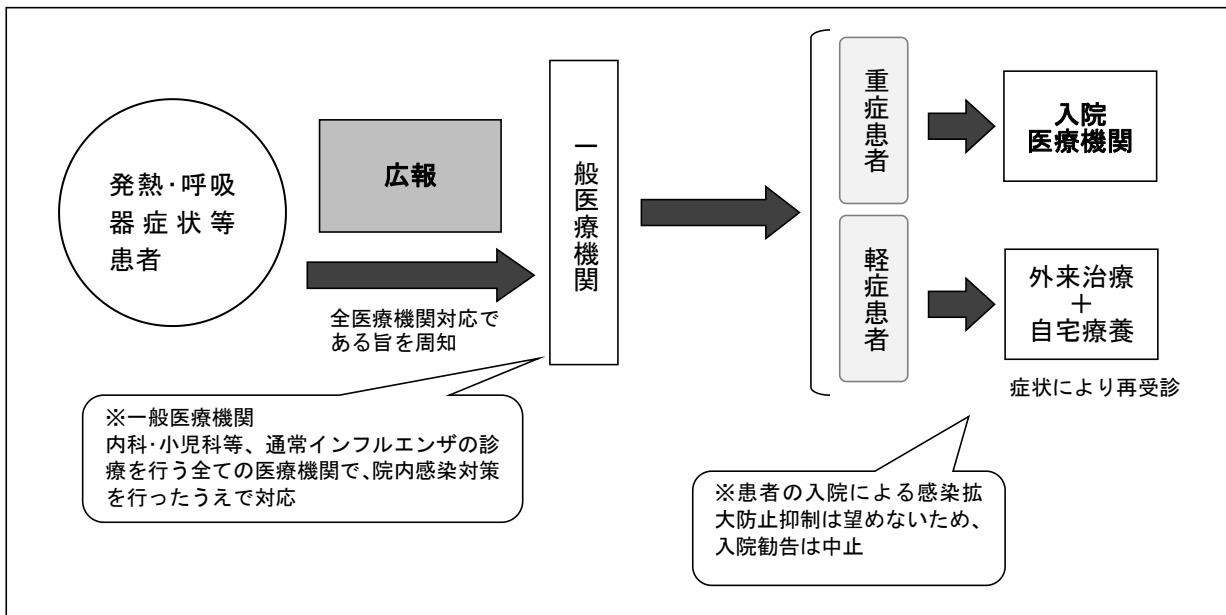 発熱・呼吸
器症状等
患者
広報
全医療機関対応で
ある旨を周知
一般医療機関
※一般医療機関
内科・小児科等、通常インフルエンザの診
療を行う全ての医療機関で、院内感染対策
を行ったうえで対応
重症患者
入院
医療機関
軽症患者
外来治療
+
自宅療養
症状により再受診
※患者の入院による感染拡
大防止抑制は望めないため、
入院勧告は中止